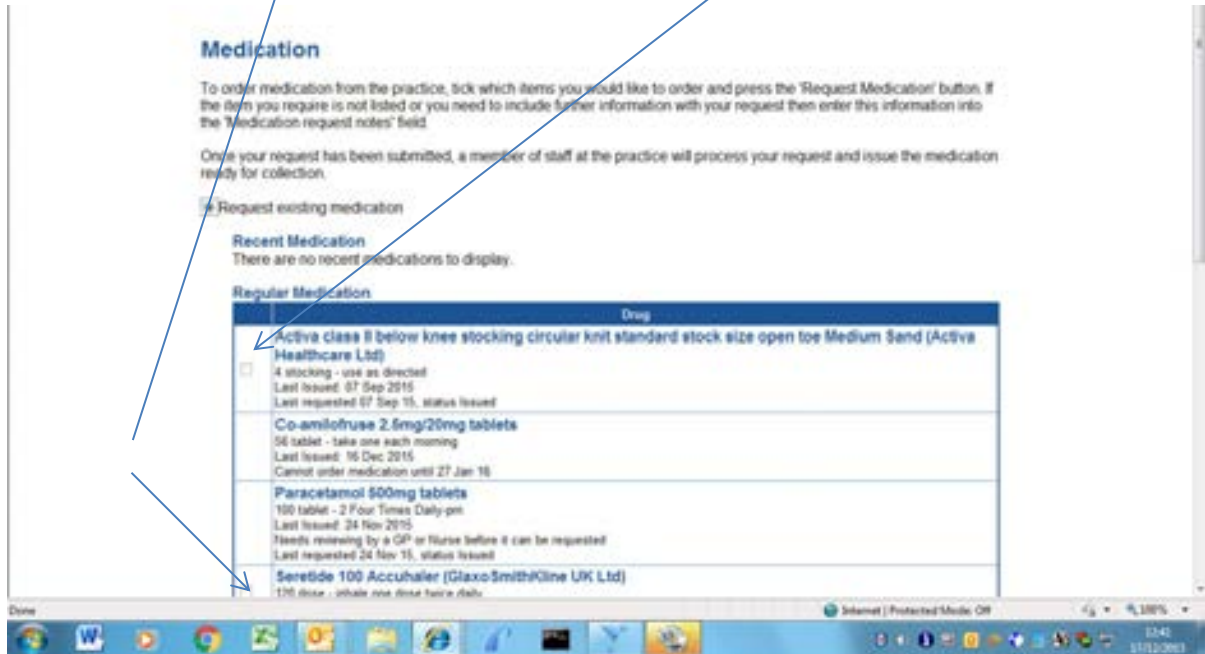 Medication
To order medication from the practice, tick which items you would like to order and press the 'Request Medication' button. If
the item you require is not listed or you need to include further information with your request then enter this information into
the 'Medication request notes' field.
Once your request has been submitted, a member of staff at the practice will process your request and issue the medication
ready for collection.
Request existing medication
Recent Medication
There are no recent medications to display.
Regular Medication
Drug
Activa class II below knee stocking circular knit standard stock size open toe Medium Sand (Activa
Healthcare Ltd)
4 stocking - use as directed
Last Issued: 07 Sep 2015
Last requested 07 Sep 15, status Issued
Co-amilofruse 2.5mg/20mg tablets
56 tablet - take one each morning
Last Issued: 16 Dec 2015
Cannot order medication until 27 Jan 16
Paracetamol 500mg tablets
100 tablet - 2 Four Times Daily-prn
Last Issued: 24 Nov 2015
Needs reviewing by a GP or Nurse before it can be requested
Last requested 24 Nov 15, status Issued
Seretide 100 Accuhaler (GlaxoSmithKline UK Ltd)
120 dose - inhale one dose twice daily
Done
Internet | Protected Mode: Off
100%
12:41